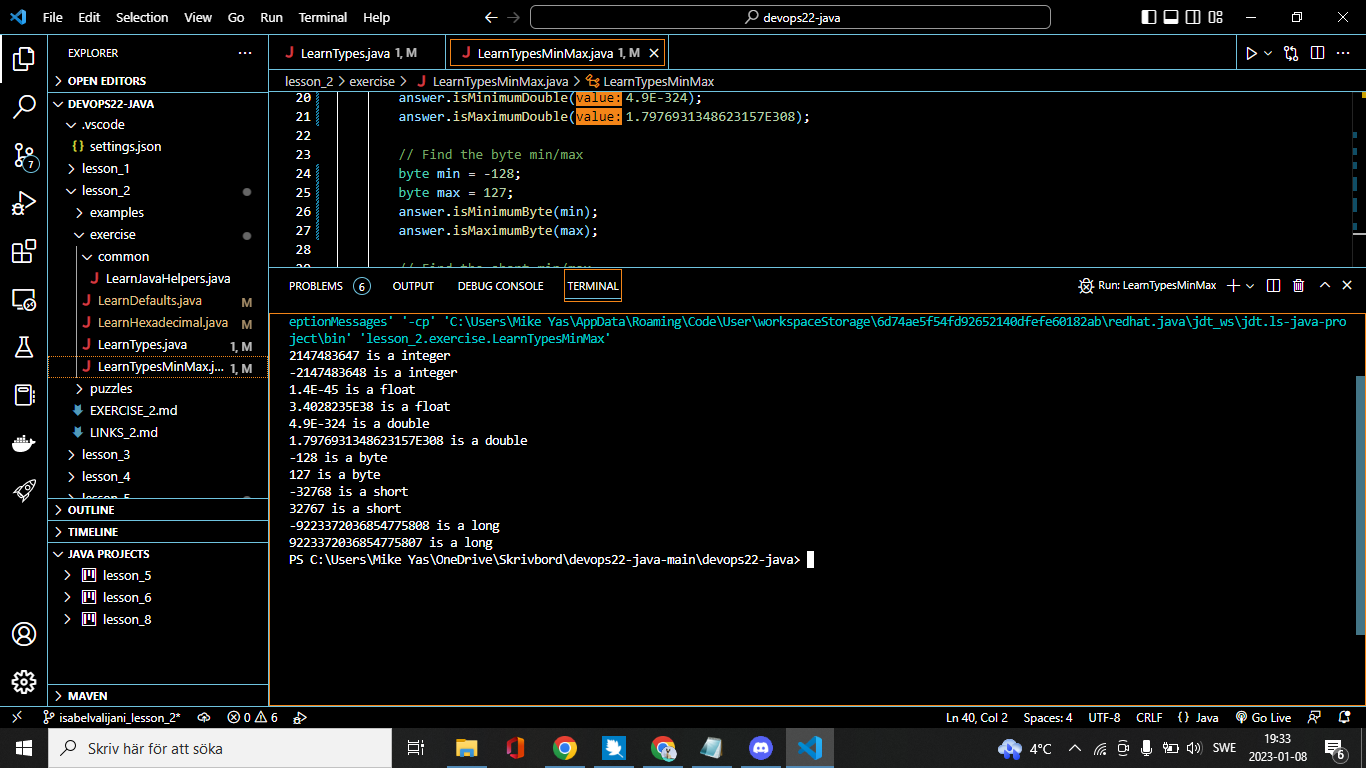 File Edit Selection View Go Run Terminal Help
devops22-java
EXPLORER
OPEN EDITORS
DEVOPS22-JAVA
.vscode
{} settings.json
lesson_1
lesson_2
examples
exercise
common
J LearnJavaHelpers.java
J LearnDefaults.java M
J LearnHexadecimal.java M
J LearnTypes.java 1, M
J LearnTypesMinMax.j... 1, M
puzzles
EXERCISE_2.md
LINKS_2.md
lesson_3
lesson_4
lesson_5
OUTLINE
TIMELINE
JAVA PROJECTS
lesson_5
lesson_6
lesson_8
MAVEN
7
J LearnTypes.java 1, M
J LearnTypesMinMax.java 1, M
lesson_2 > exercise > J LearnTypesMinMax.java > LearnTypesMinMax
20 answer.isMinimumDouble(value: 4.9E-324);
21 answer.isMaximumDouble(value: 1.7976931348623157E308);
22
23 // Find the byte min/max
24 byte min = -128;
25 byte max = 127;
26 answer.isMinimumByte(min);
27 answer.isMaximumByte(max);
28
29 // Find the short min/max
PROBLEMS 6 OUTPUT DEBUG CONSOLE TERMINAL
Run: LearnTypesMinMax
eptionMessages' '-cp' 'C:\Users\Mike Yas\AppData\Roaming\Code\User\workspaceStorage\6d74ae5f54fd92652140dfefe60182ab\redhat.java\jdt_ws\jdt.ls-java-pro
ject\bin' 'lesson_2.exercise.LearnTypesMinMax'
2147483647 is a integer
-2147483648 is a integer
1.4E-45 is a float
3.4028235E38 is a float
4.9E-324 is a double
1.7976931348623157E308 is a double
-128 is a byte
127 is a byte
-32768 is a short
32767 is a short
-9223372036854775808 is a long
9223372036854775807 is a long
PS C:\Users\Mike Yas\OneDrive\Skrivbord\devops22-java-main\devops22-java>
isabelvalijani_lesson_2* 0 6 Ln 40, Col 2 Spaces: 4 UTF-8 CRLF {} Java Go Live
Skriv här för att söka
4°C SWE
19:33
2023-01-08
6